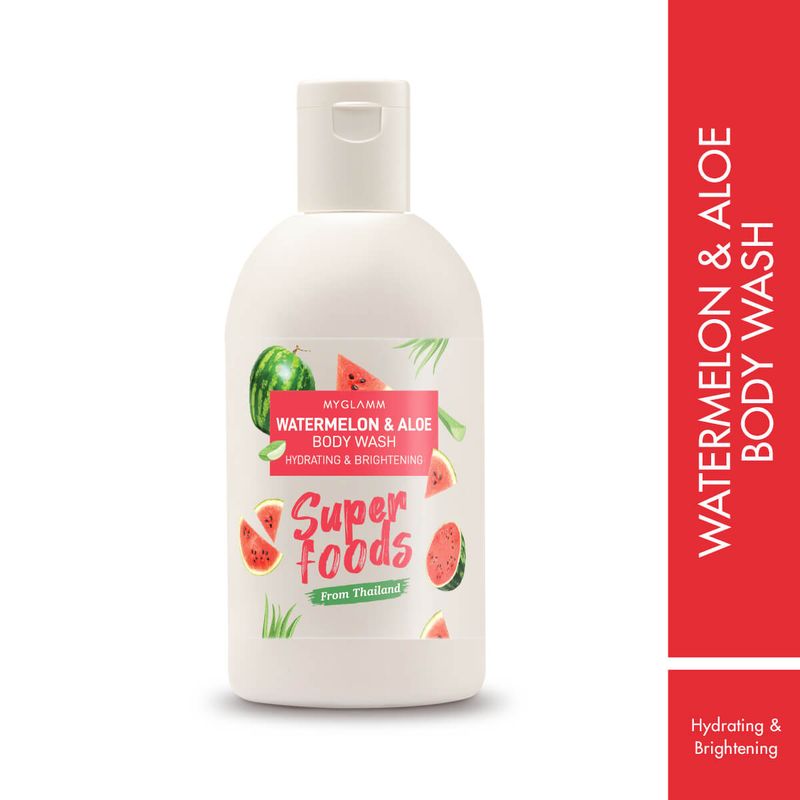 MYGLAMM
WATERMELON & ALOE
BODY WASH
HYDRATING & BRIGHTENING
Super
foods
From Thailand
WATERMELON & ALOE
BODY WASH
Hydrating &
Brightening